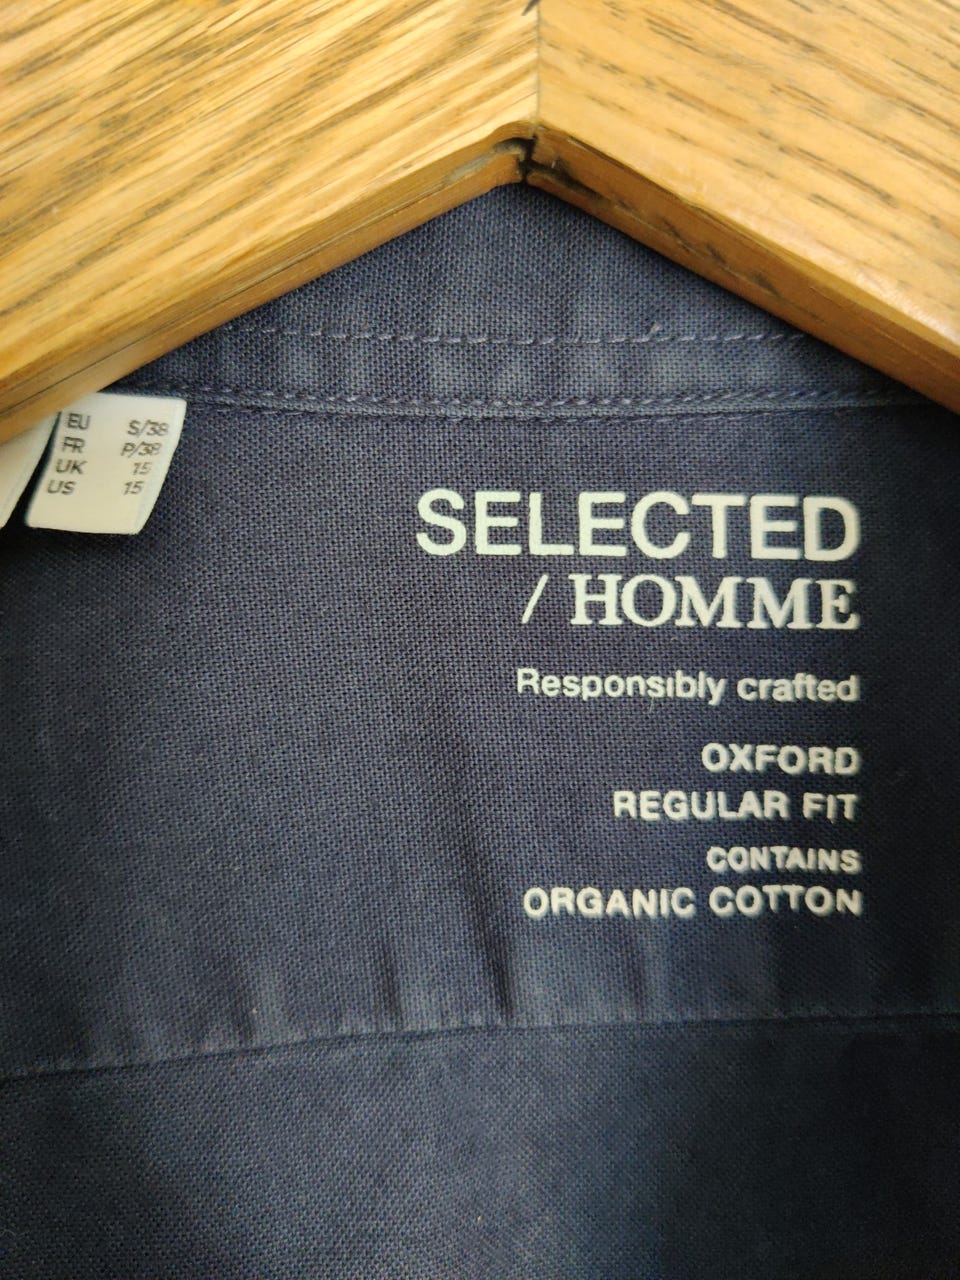 EU S/38
FR P/38
UK 15
US 15
SELECTED
/ HOMME
Responsibly crafted
OXFORD
REGULAR FIT
CONTAINS
ORGANIC COTTON